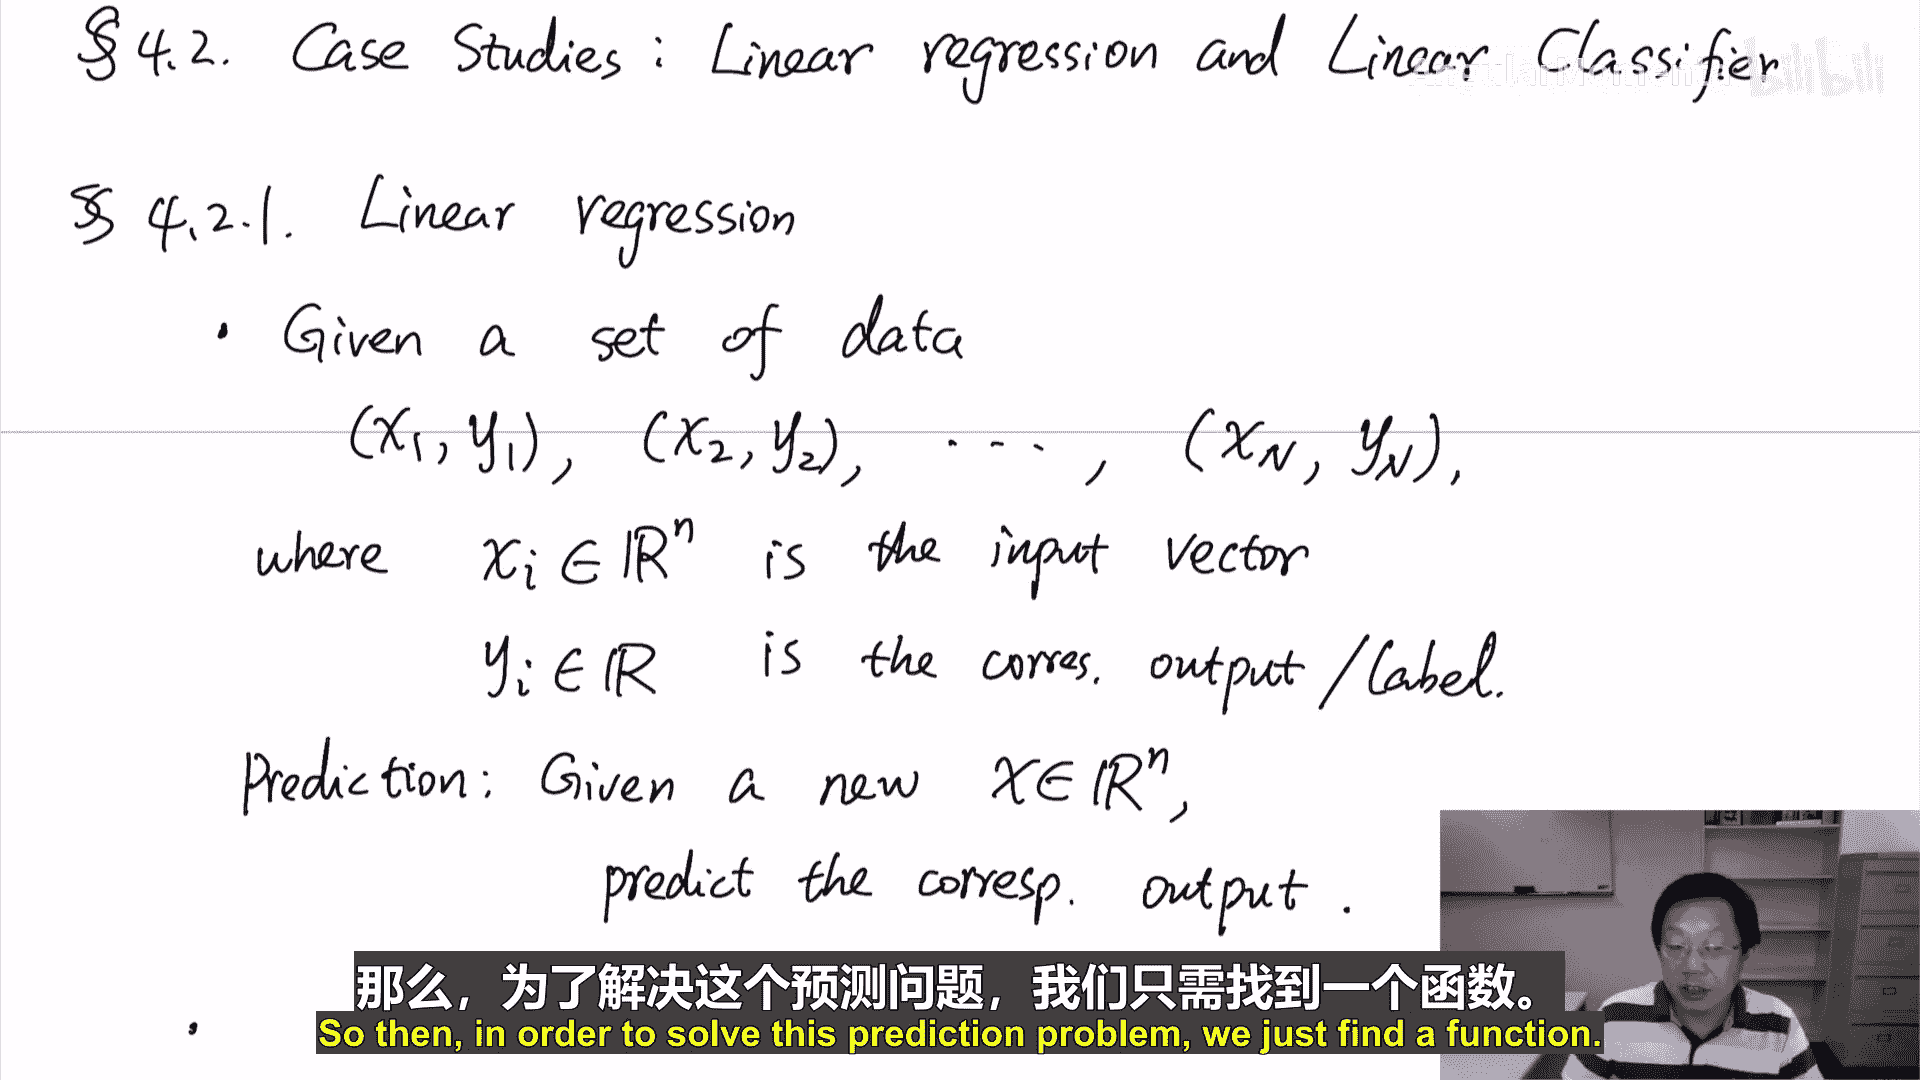 §4.2. Case Studies: Linear regression and Linear Classifier
bilibili
§§ 4.2.1. Linear regression
• Given a set of data
(x₁, y₁), (x₂, y₂), ..., (x_N, y_N),
where xᵢ ∈ ℝⁿ is the input vector
yᵢ ∈ ℝ is the corres. output / label.
Prediction: Given a new x ∈ ℝⁿ,
predict the corresp. output.
那么，为了解决这个预测问题，我们只需找到一个函数。
So then, in order to solve this prediction problem, we just find a function.